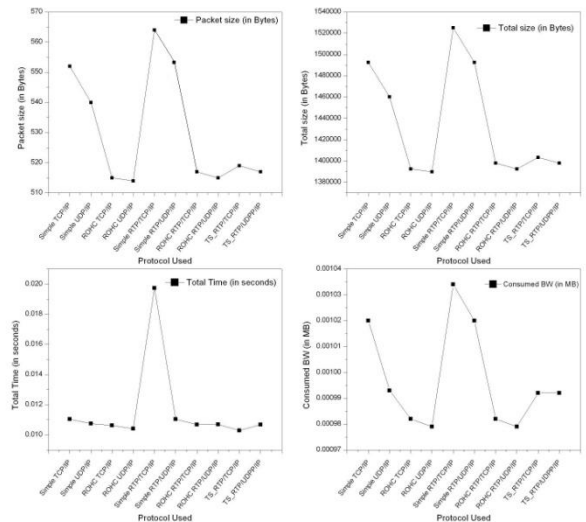 570
560
550
540
530
520
510
Packet size (in Bytes)
Packet size (in Bytes)
Simple TCP/IP
Simple UDP/IP
ROHC TCP/IP
ROHC UDP/IP
Simple RTP/TCP/IP
Simple RTP/UDP/IP
ROHC RTP/TCP/IP
ROHC RTP/UDP/IP
TS_RTP/TCP/IP
TS_RTP/UDP/IP
Protocol Used
1540000
1520000
1500000
1480000
1460000
1440000
1420000
1400000
1380000
Total size (in Bytes)
Total size (in Bytes)
Simple TCP/IP
Simple UDP/IP
ROHC TCP/IP
ROHC UDP/IP
Simple RTP/TCP/IP
Simple RTP/UDP/IP
ROHC RTP/TCP/IP
ROHC RTP/UDP/IP
TS_RTP/TCP/IP
TS_RTP/UDPP/IP
Protocol Used
0.020
0.018
0.016
0.014
0.012
0.010
Total Time (in seconds)
Total Time (in seconds)
Simple TCP/IP
Simple UDP/IP
ROHC TCP/IP
ROHC UDP/IP
Simple RTP/TCP/IP
Simple RTP/UDP/IP
ROHC RTP/TCP/IP
ROHC RTP/UDP/IP
TS_RTP/TCP/IP
TS_RTP/UDPP/IP
Protocol Used
0.00104
0.00103
0.00102
0.00101
0.00100
0.00099
0.00098
0.00097
Consumed BW (in MB)
Consumed BW (in MB)
Simple TCP/IP
Simple UDP/IP
ROHC TCP/IP
ROHC UDP/IP
Simple RTP/TCP/IP
Simple RTP/UDP/IP
ROHC RTP/TCP/IP
ROHC RTP/UDP/IP
TS_RTP/TCP/IP
TS_RTP/UDPP/IP
Protocol Used